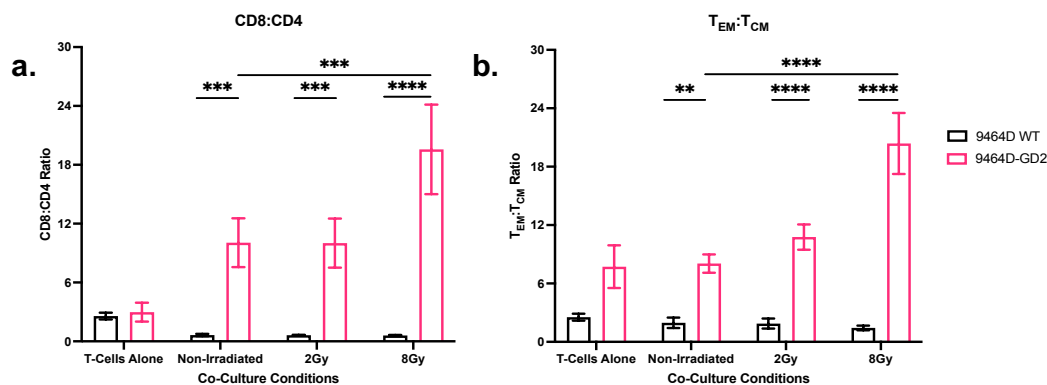 CD8:CD4
a.
*** 
*** *** ****
30
24
18
12
6
0
CD8:CD4 Ratio
T-Cells Alone Non-Irradiated 2Gy 8Gy
Co-Culture Conditions
TEM:TCM
b.
****
** **** ****
30
24
18
12
6
0
TEM:TCM Ratio
T-Cells Alone Non-Irradiated 2Gy 8Gy
Co-Culture Conditions
9464D WT
9464D-GD2